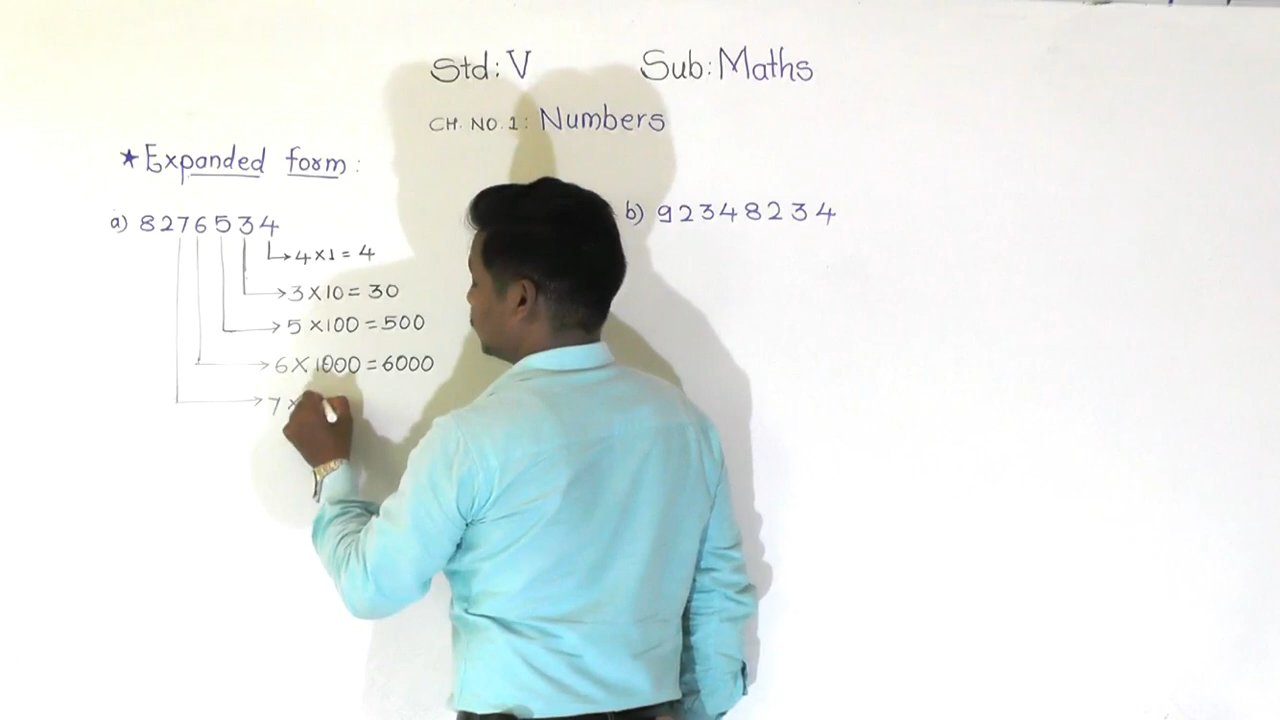 Std: V Sub: Maths
CH. NO. 1: Numbers
★ Expanded form:
a) 8276534
4 × 1 = 4
3 × 10 = 30
5 × 100 = 500
6 × 1000 = 6000
7 ×
b) 92348234